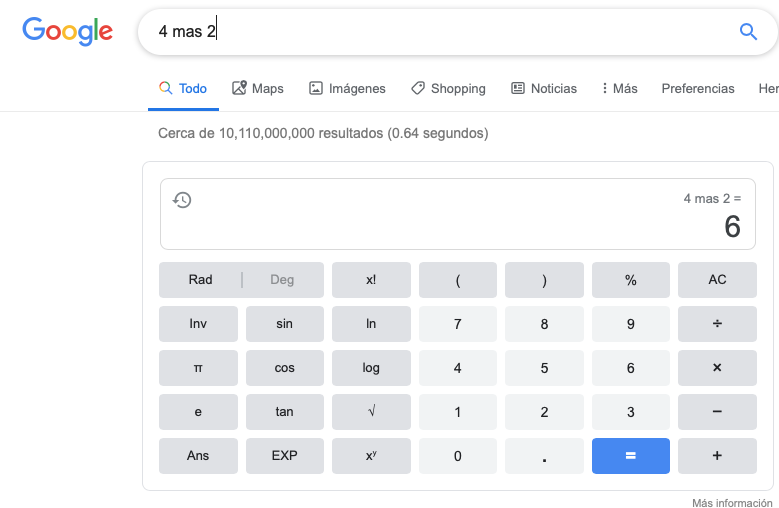 Google
4 mas 2
Todo Maps Imágenes Shopping Noticias Más Preferencias Her
Cerca de 10,110,000,000 resultados (0.64 segundos)
4 mas 2 =
6
Rad | Deg x! ( ) % AC
Inv sin ln 7 8 9 ÷
π cos log 4 5 6 ×
e tan √ 1 2 3 −
Ans EXP xʸ 0 . = +
Más información